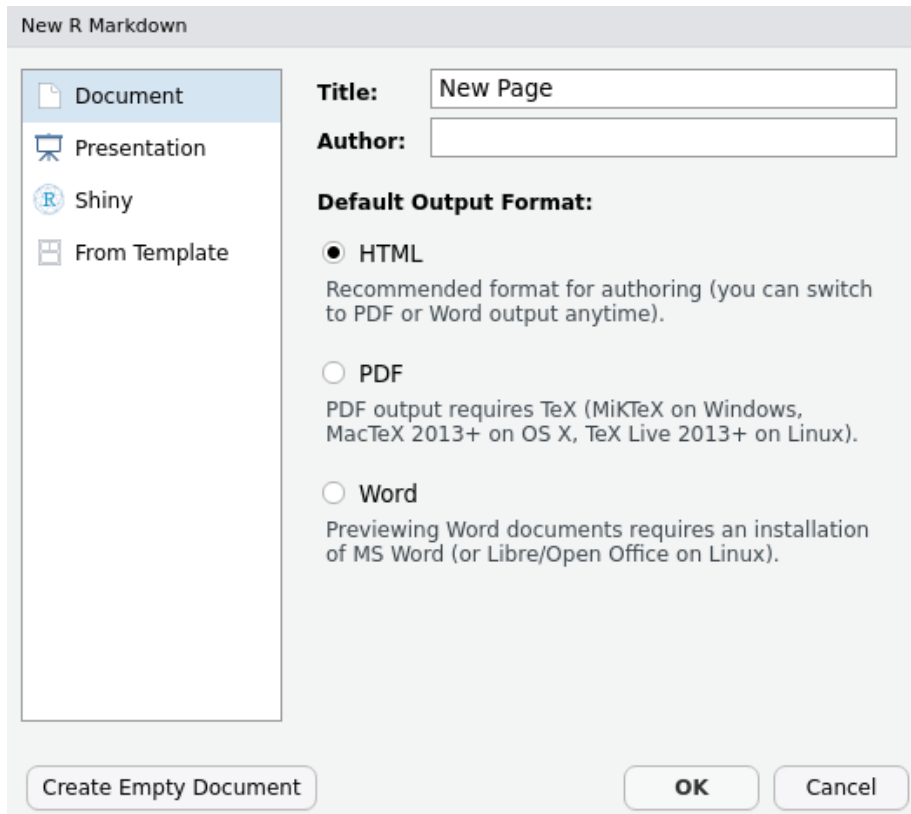 New R Markdown
Document
Presentation
R Shiny
From Template
Title: New Page
Author:
Default Output Format:
HTML
Recommended format for authoring (you can switch
to PDF or Word output anytime).
PDF
PDF output requires TeX (MiKTeX on Windows,
MacTeX 2013+ on OS X, TeX Live 2013+ on Linux).
Word
Previewing Word documents requires an installation
of MS Word (or Libre/Open Office on Linux).
Create Empty Document
OK
Cancel